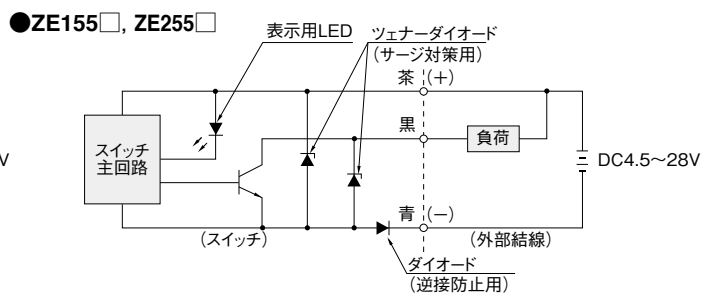 ●ZE155□, ZE255□
表示用LED
ツェナーダイオード
(サージ対策用)
茶 (+)
黒
スイッチ
主回路
負荷
V
DC4.5〜28V
青 (−)
(スイッチ)
(外部結線)
ダイオード
(逆接防止用)